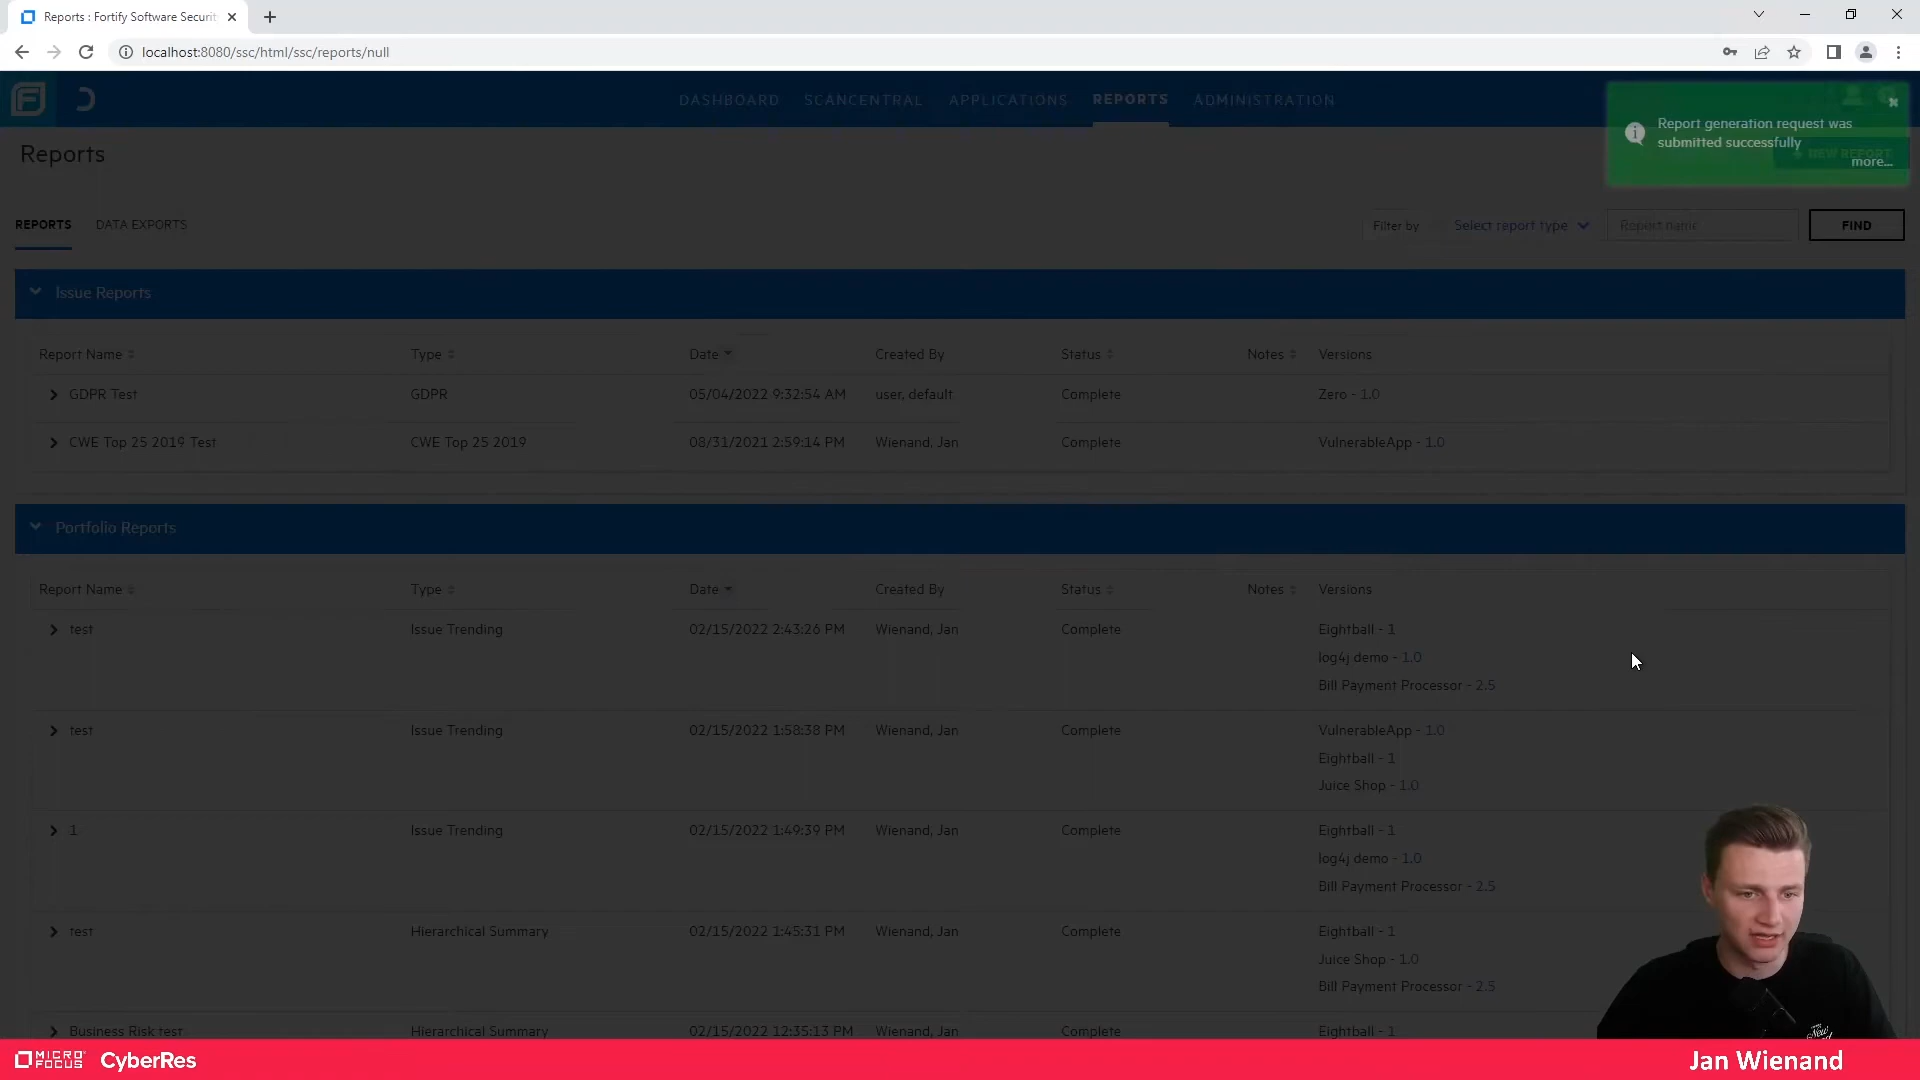 Reports : Fortify Software Securit
localhost:8080/ssc/html/ssc/reports/null
DASHBOARD SCANCENTRAL APPLICATIONS REPORTS ADMINISTRATION
Report generation request was
submitted successfully
+ NEW REPORT
more...
Reports
REPORTS DATA EXPORTS Filter by Select report type Report name FIND
Issue Reports
Report Name Type Date Created By Status Notes Versions
GDPR Test GDPR 05/04/2022 9:32:54 AM user, default Complete Zero - 1.0
CWE Top 25 2019 Test CWE Top 25 2019 08/31/2021 2:59:14 PM Wienand, Jan Complete VulnerableApp - 1.0
Portfolio Reports
Report Name Type Date Created By Status Notes Versions
test Issue Trending 02/15/2022 2:43:26 PM Wienand, Jan Complete Eightball - 1
log4j demo - 1.0
Bill Payment Processor - 2.5
test Issue Trending 02/15/2022 1:58:38 PM Wienand, Jan Complete VulnerableApp - 1.0
Eightball - 1
Juice Shop - 1.0
1 Issue Trending 02/15/2022 1:49:39 PM Wienand, Jan Complete Eightball - 1
log4j demo - 1.0
Bill Payment Processor - 2.5
test Hierarchical Summary 02/15/2022 1:45:31 PM Wienand, Jan Complete Eightball - 1
Juice Shop - 1.0
Bill Payment Processor - 2.5
Business Risk test Hierarchical Summary 02/15/2022 12:35:13 PM Wienand, Jan Complete Eightball - 1
New
MICRO FOCUS CyberRes
Jan Wienand